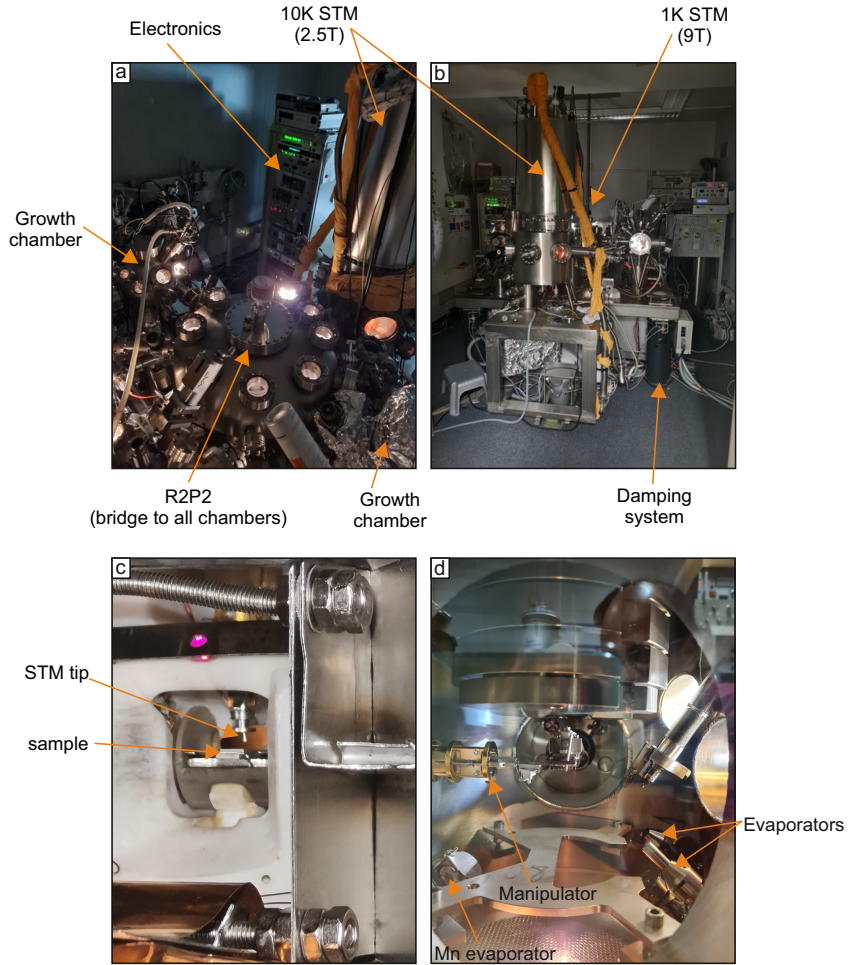 10K STM
(2.5T)
1K STM
(9T)
Electronics
a
b
Growth
chamber
R2P2
(bridge to all chambers)
Growth
chamber
Damping
system
c
d
STM tip
sample
Evaporators
Manipulator
Mn evaporator